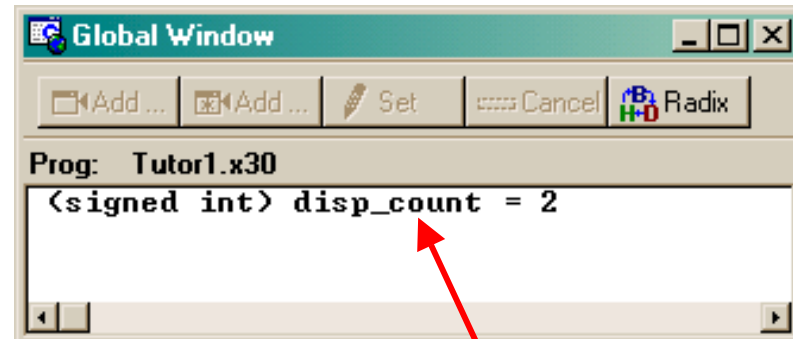 Global Window
Add ... Add ... Set Cancel B H→D Radix
Prog: Tutor1.x30
(signed int) disp_count = 2